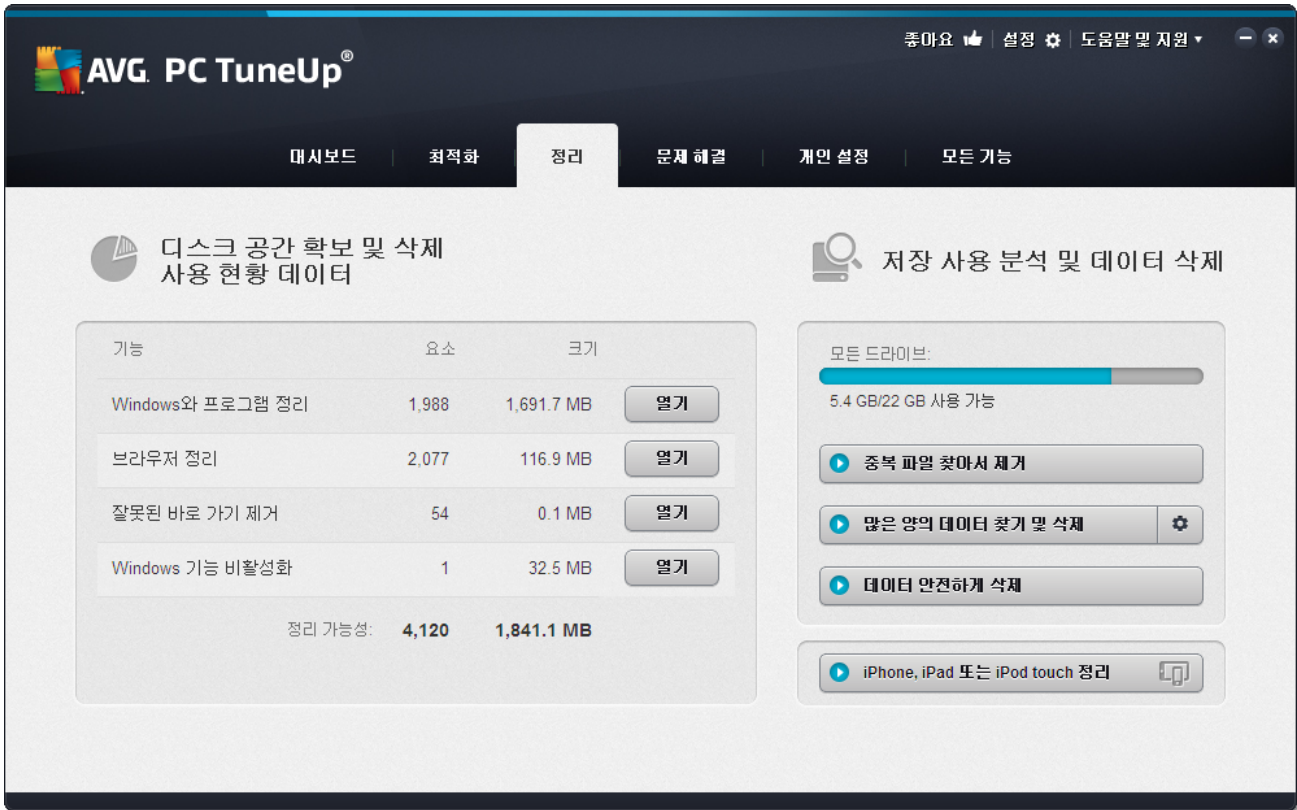 좋아요 설정 도움말 및 지원
AVG. PC TuneUp®
대시보드 최적화 정리 문제 해결 개인 설정 모든 기능
디스크 공간 확보 및 삭제
사용 현황 데이터
기능 요소 크기
Windows와 프로그램 정리 1,988 1,691.7 MB 열기
브라우저 정리 2,077 116.9 MB 열기
잘못된 바로 가기 제거 54 0.1 MB 열기
Windows 기능 비활성화 1 32.5 MB 열기
정리 가능성: 4,120 1,841.1 MB
저장 사용 분석 및 데이터 삭제
모든 드라이브:
5.4 GB/22 GB 사용 가능
중복 파일 찾아서 제거
많은 양의 데이터 찾기 및 삭제
데이터 안전하게 삭제
iPhone, iPad 또는 iPod touch 정리